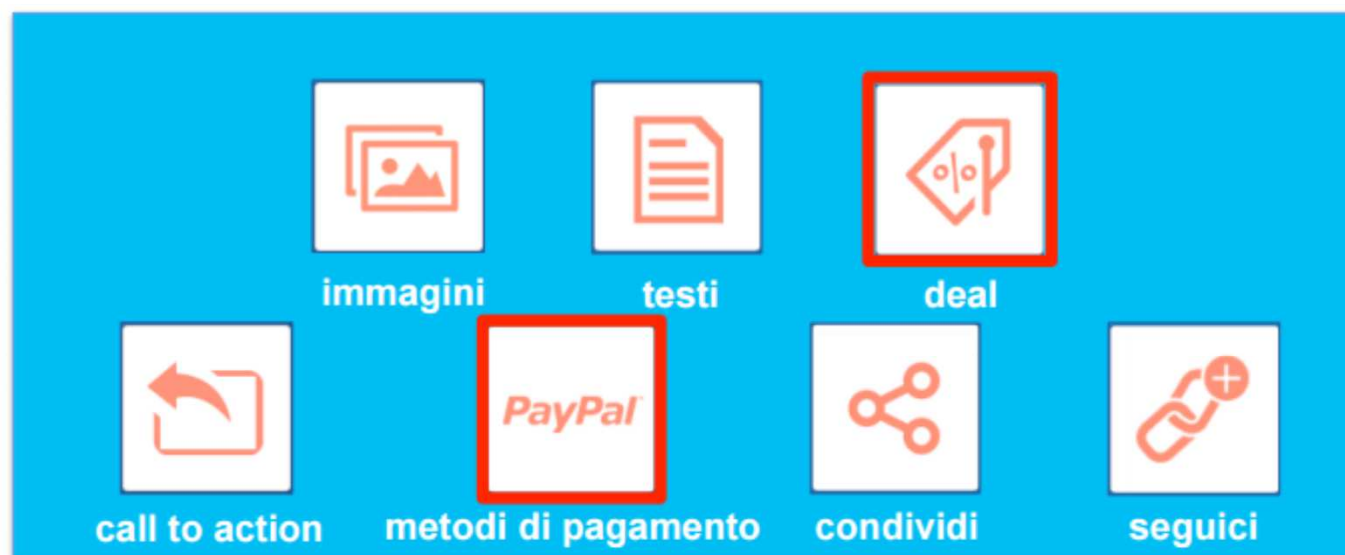 %
immagini
testi
deal
PayPal
call to action
metodi di pagamento
condividi
seguici